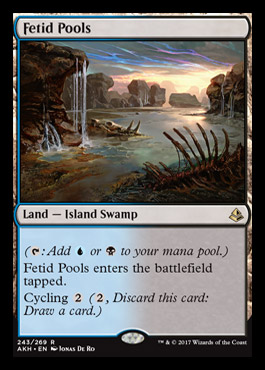 Fetid Pools
Land — Island Swamp
(: Add or to your mana pool.)
Fetid Pools enters the battlefield
tapped.
Cycling 2 (2, Discard this card:
Draw a card.)
243/269 R
AKH • EN Jonas De Ro
™ & © 2017 Wizards of the Coast